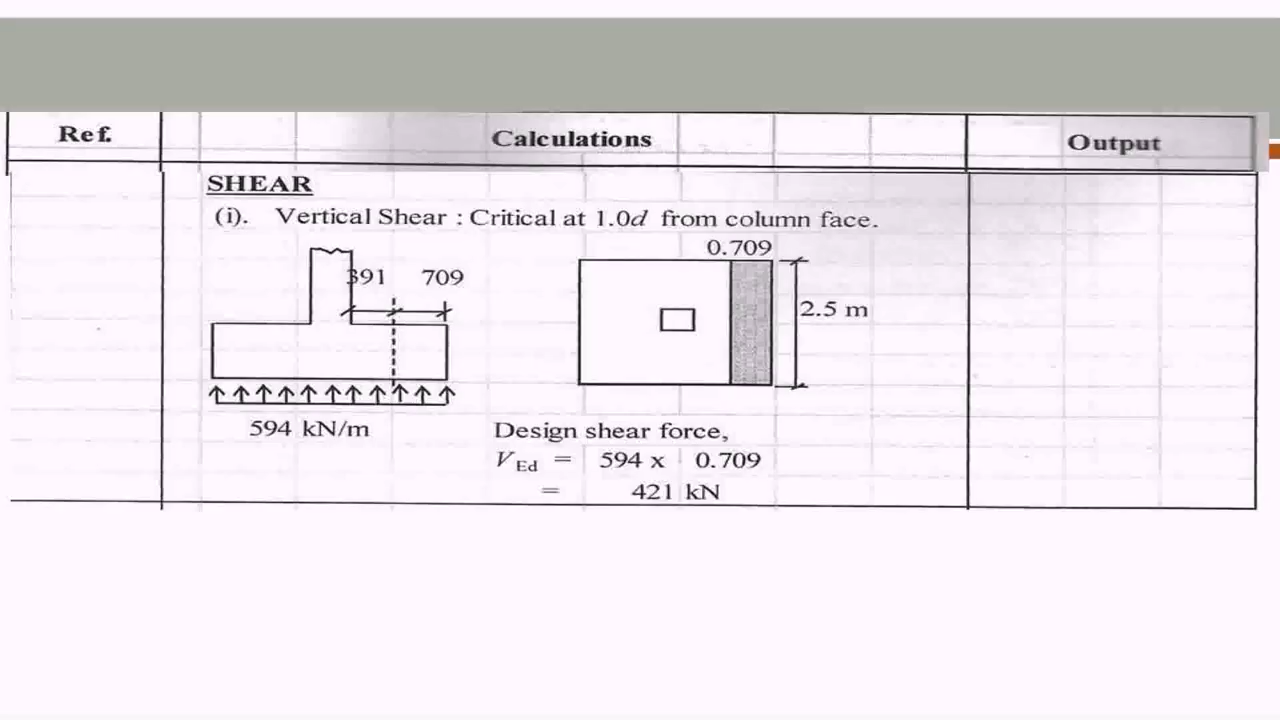 Ref.
Calculations
Output
SHEAR
(i). Vertical Shear : Critical at 1.0d from column face.
0.709
391 709
2.5 m
594 kN/m
Design shear force,
VEd = 594 x 0.709
= 421 kN